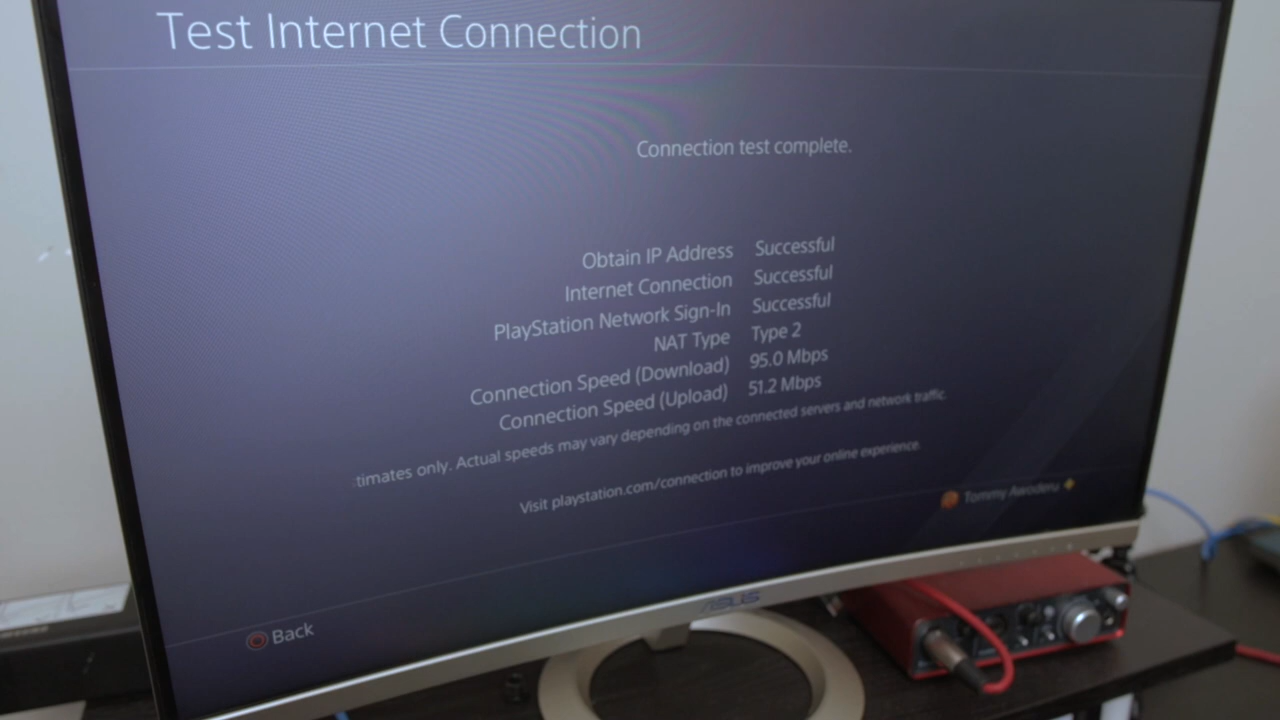 Test Internet Connection
Connection test complete.
Obtain IP Address Successful
Internet Connection Successful
PlayStation Network Sign-In Successful
NAT Type Type 2
Connection Speed (Download) 95.0 Mbps
Connection Speed (Upload) 51.2 Mbps
timates only. Actual speeds may vary depending on the connected servers and network traffic.
Visit playstation.com/connection to improve your online experience.
Tommy Awoderu
Back
ASUS